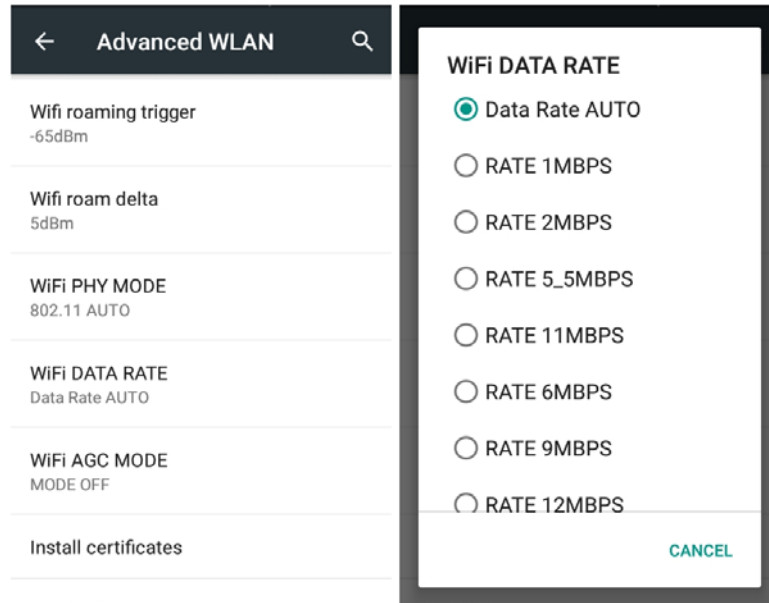 Advanced WLAN
Wifi roaming trigger
-65dBm
Wifi roam delta
5dBm
WiFi PHY MODE
802.11 AUTO
WiFi DATA RATE
Data Rate AUTO
WiFi AGC MODE
MODE OFF
Install certificates
WiFi DATA RATE
Data Rate AUTO
RATE 1MBPS
RATE 2MBPS
RATE 5_5MBPS
RATE 11MBPS
RATE 6MBPS
RATE 9MBPS
RATE 12MBPS
CANCEL